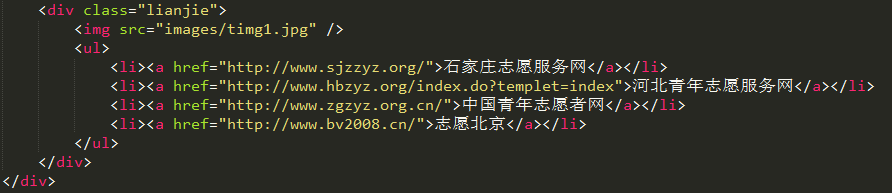 <div class="lianjie">
<img src="images/timg1.jpg" />
<ul>
<li><a href="http://www.sjzzyz.org/">石家庄志愿服务网</a></li>
<li><a href="http://www.hbzyz.org/index.do?templet=index">河北青年志愿服务网</a></li>
<li><a href="http://www.zgzyz.org.cn/">中国青年志愿者网</a></li>
<li><a href="http://www.bv2008.cn/">志愿北京</a></li>
</ul>
</div>
</div>